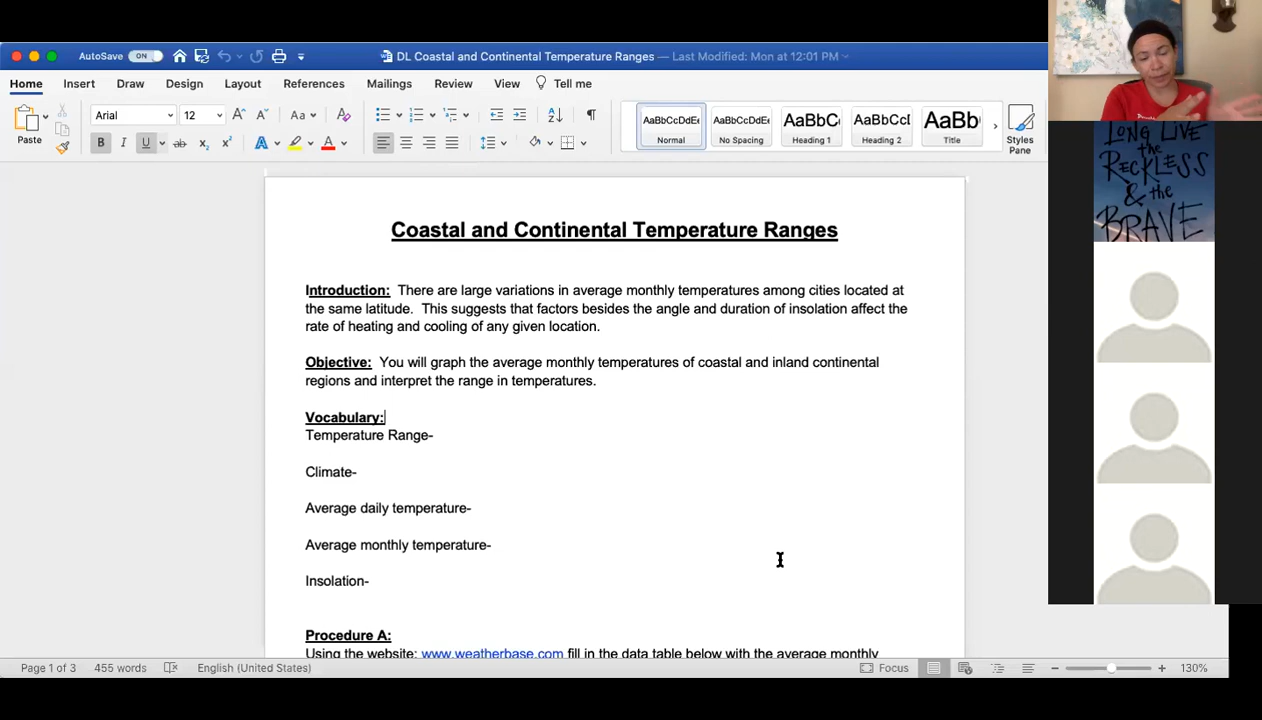 AutoSave ON
DL Coastal and Continental Temperature Ranges — Last Modified: Mon at 12:01 PM
Home Insert Draw Design Layout References Mailings Review View Tell me
Paste
Arial 12
AaBbCcDdEe AaBbCcDdEe AaBbC AaBbCcD AaBb
Normal No Spacing Heading 1 Heading 2 Title
Styles
Pane
Coastal and Continental Temperature Ranges
Introduction: There are large variations in average monthly temperatures among cities located at
the same latitude. This suggests that factors besides the angle and duration of insolation affect the
rate of heating and cooling of any given location.
Objective: You will graph the average monthly temperatures of coastal and inland continental
regions and interpret the range in temperatures.
Vocabulary:
Temperature Range-
Climate-
Average daily temperature-
Average monthly temperature-
Insolation-
Procedure A:
Using the website: www.weatherbase.com fill in the data table below with the average monthly
Page 1 of 3 455 words English (United States) Focus 130%
LONG LIVE
the
RECKLESS
& the
BRAVE